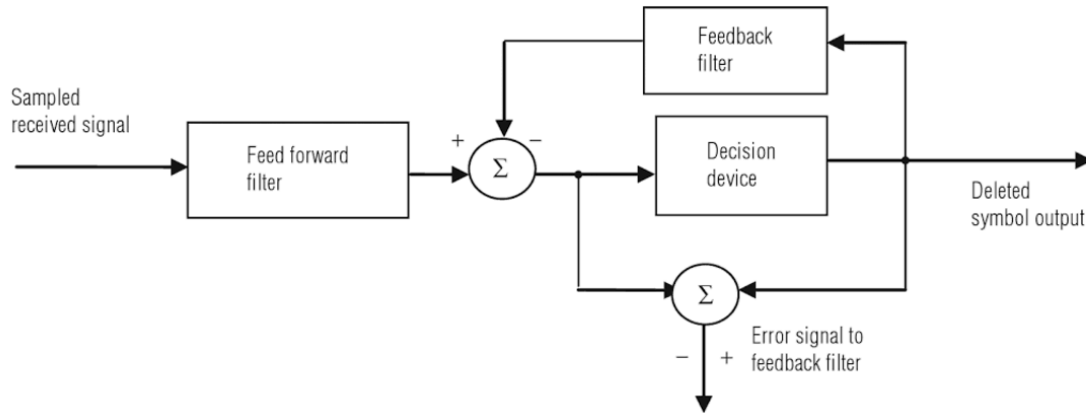 Feedback
filter
Sampled
received signal
Feed forward
filter
+
Σ
−
Decision
device
Deleted
symbol output
Σ
− +
Error signal to
feedback filter